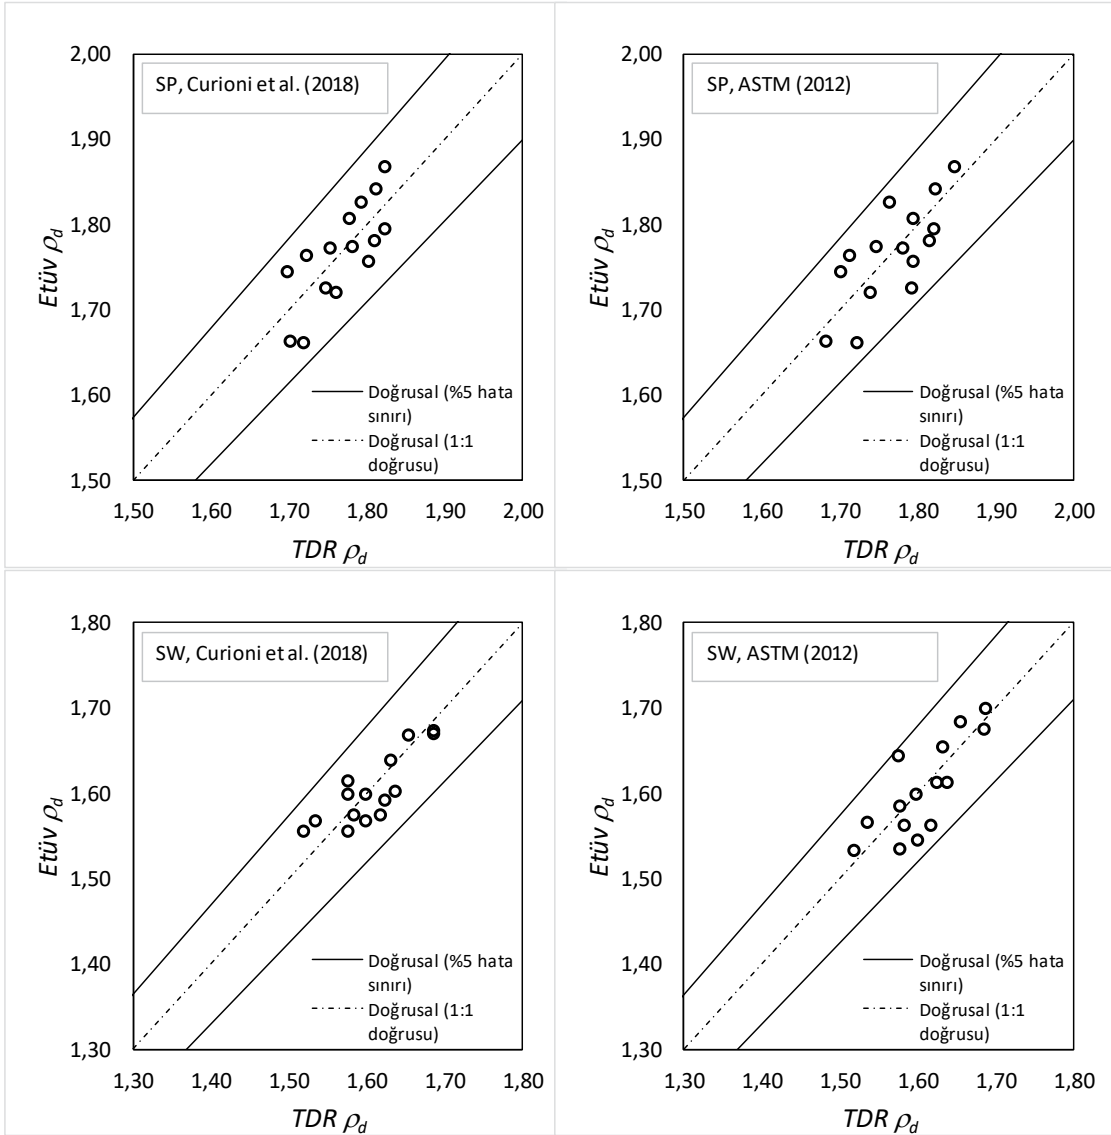 SP, Curioni et al. (2018)
2,00
1,90
1,80
1,70
1,60
1,50
Etüv ρd
Doğrusal (%5 hata
sınırı)
Doğrusal (1:1
doğrusu)
1,50 1,60 1,70 1,80 1,90 2,00
TDR ρd
SP, ASTM (2012)
2,00
1,90
1,80
1,70
1,60
1,50
Etüv ρd
Doğrusal (%5 hata
sınırı)
Doğrusal (1:1
doğrusu)
1,50 1,60 1,70 1,80 1,90 2,00
TDR ρd
SW, Curioni et al. (2018)
1,80
1,70
1,60
1,50
1,40
1,30
Etüv ρd
Doğrusal (%5 hata
sınırı)
Doğrusal (1:1
doğrusu)
1,30 1,40 1,50 1,60 1,70 1,80
TDR ρd
SW, ASTM (2012)
1,80
1,70
1,60
1,50
1,40
1,30
Etüv ρd
Doğrusal (%5 hata
sınırı)
Doğrusal (1:1
doğrusu)
1,30 1,40 1,50 1,60 1,70 1,80
TDR ρd